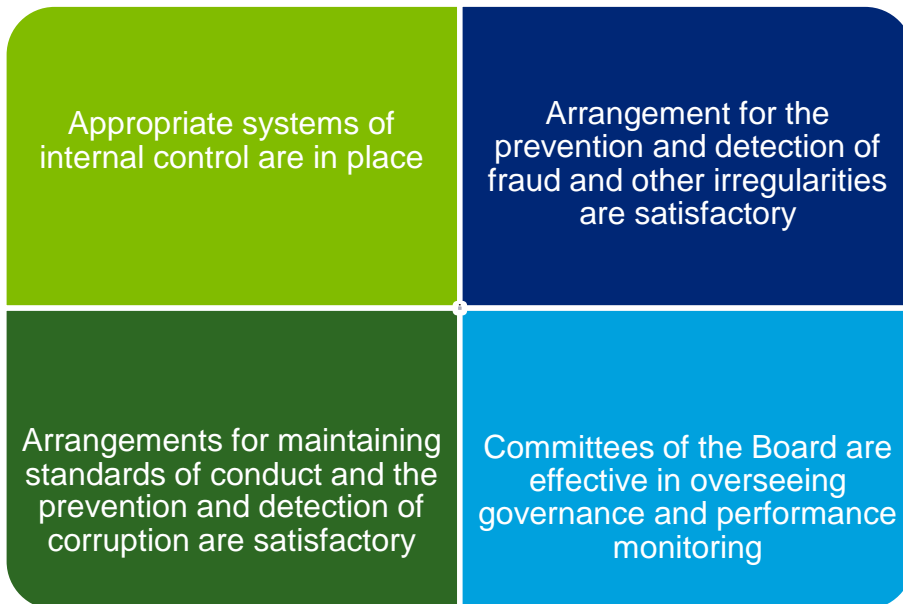 Appropriate systems of
internal control are in place
Arrangement for the
prevention and detection of
fraud and other irregularities
are satisfactory
Arrangements for maintaining
standards of conduct and the
prevention and detection of
corruption are satisfactory
Committees of the Board are
effective in overseeing
governance and performance
monitoring